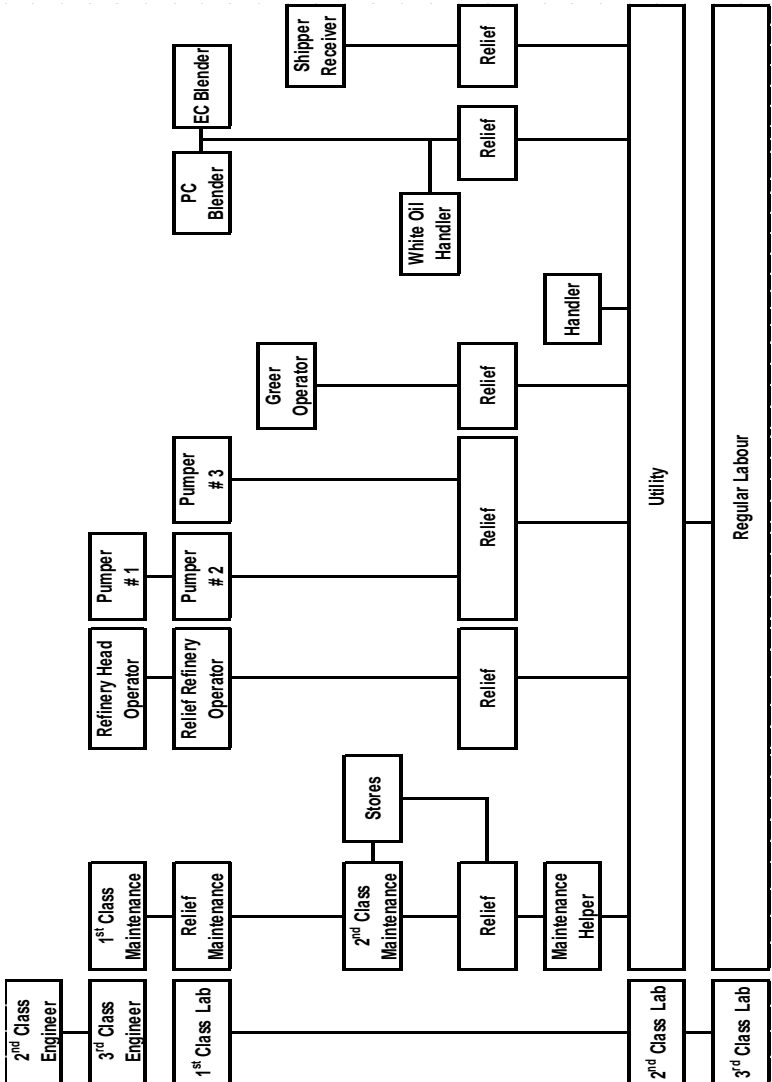 2nd Class
Engineer
3rd Class
Engineer
1st Class Lab
2nd Class Lab
3rd Class Lab
1st Class
Maintenance
Relief
Maintenance
2nd Class
Maintenance
Stores
Relief
Maintenance
Helper
Refinery Head
Operator
Relief Refinery
Operator
Relief
Pumper
# 1
Pumper
# 2
Pumper
# 3
Relief
Greer
Operator
Relief
Handler
PC
Blender
EC Blender
White Oil
Handler
Relief
Shipper
Receiver
Relief
Utility
Regular Labour